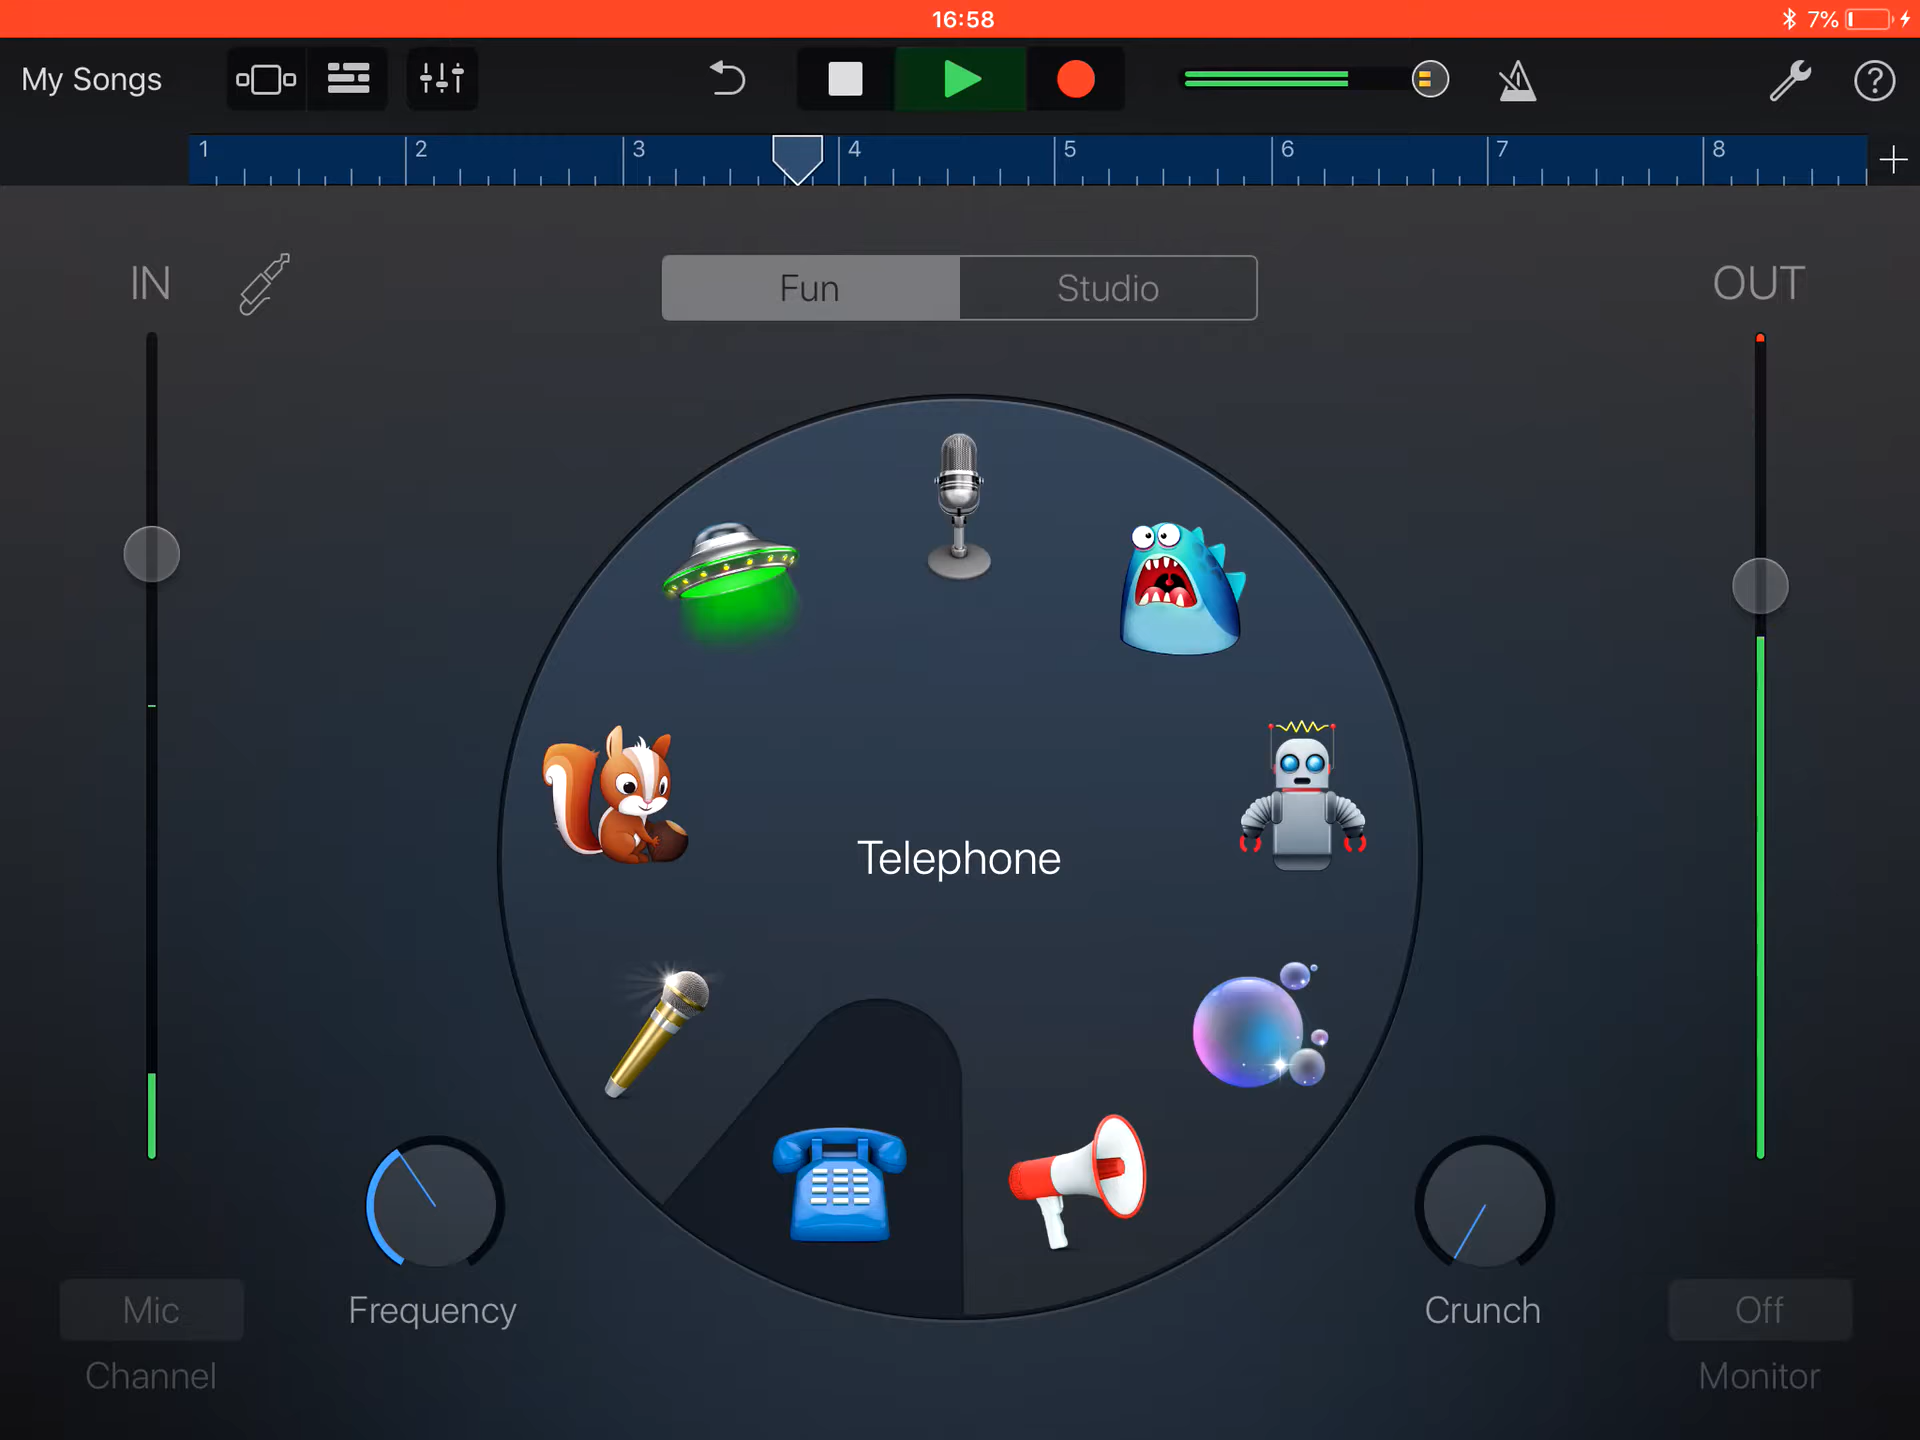 16:58
7%
My Songs
1 2 3 4 5 6 7 8
IN
Fun
Studio
OUT
Telephone
Frequency
Crunch
Mic
Off
Channel
Monitor